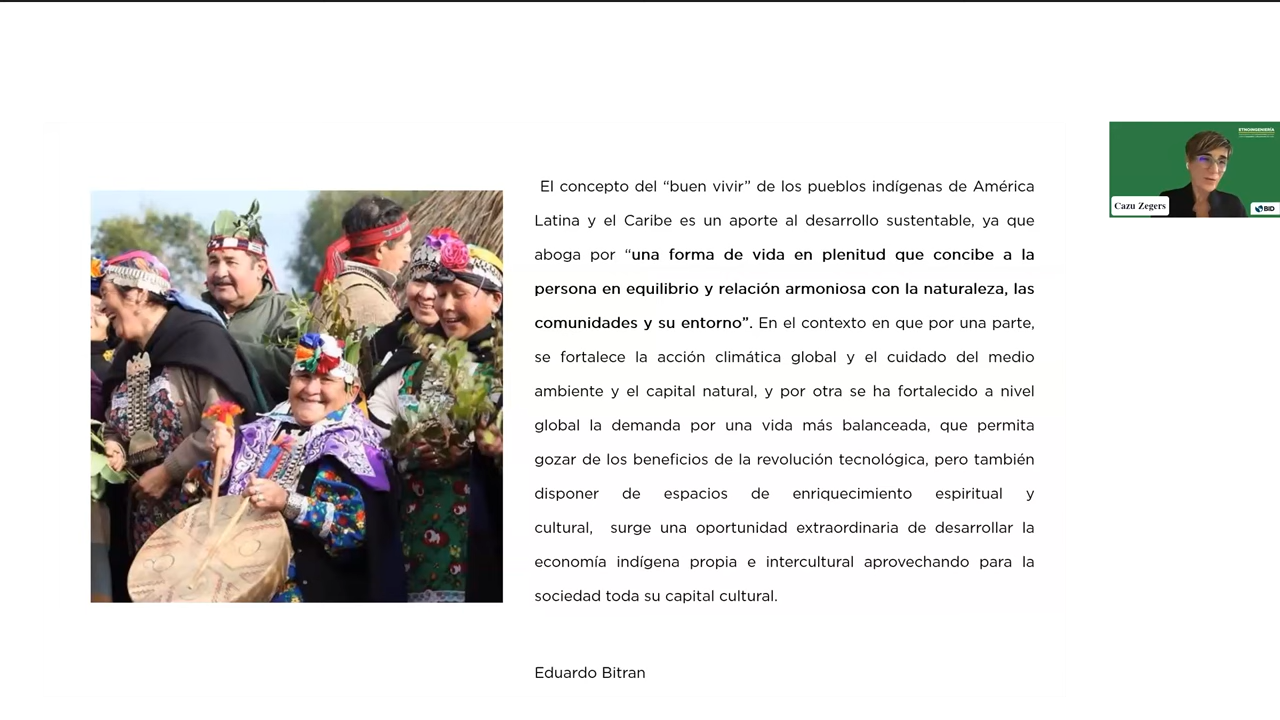 El concepto del “buen vivir” de los pueblos indígenas de América
Latina y el Caribe es un aporte al desarrollo sustentable, ya que
aboga por “una forma de vida en plenitud que concibe a la
persona en equilibrio y relación armoniosa con la naturaleza, las
comunidades y su entorno”. En el contexto en que por una parte,
se fortalece la acción climática global y el cuidado del medio
ambiente y el capital natural, y por otra se ha fortalecido a nivel
global la demanda por una vida más balanceada, que permita
gozar de los beneficios de la revolución tecnológica, pero también
disponer de espacios de enriquecimiento espiritual y
cultural, surge una oportunidad extraordinaria de desarrollar la
economía indígena propia e intercultural aprovechando para la
sociedad toda su capital cultural.
Eduardo Bitran
ETNOINGENIERÍA
Cazu Zegers
BID